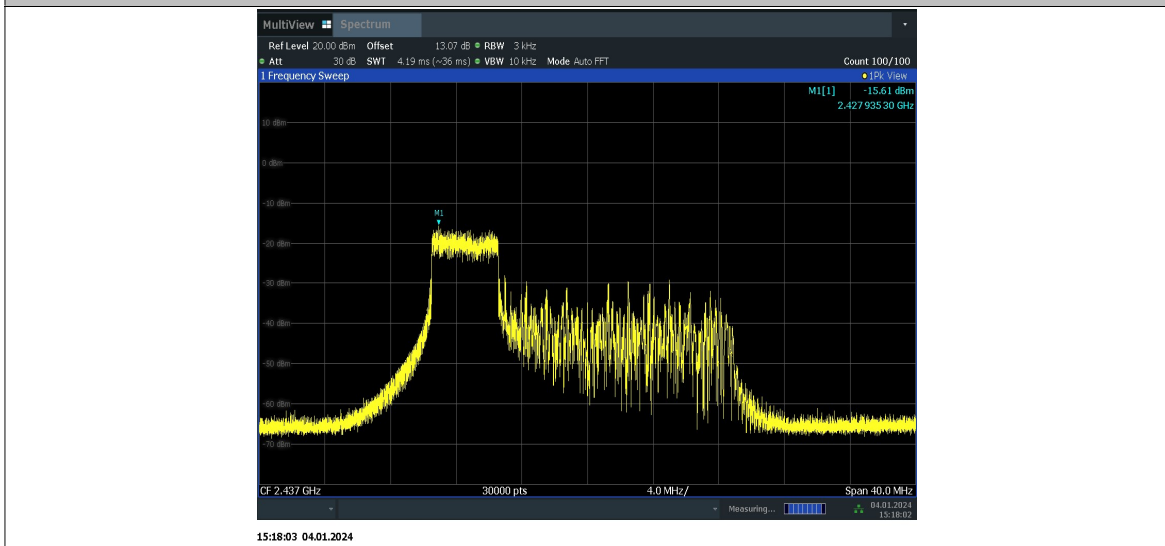 MultiView Spectrum
Ref Level 20.00 dBm Offset 13.07 dB RBW 3 kHz
Att 30 dB SWT 4.19 ms (~36 ms) VBW 10 kHz Mode Auto FFT Count 100/100
1 Frequency Sweep 1Pk View
M1[1] -15.61 dBm
2.427 935 30 GHz
10 dBm
0 dBm
-10 dBm
M1
-20 dBm
-30 dBm
-40 dBm
-50 dBm
-60 dBm
-70 dBm
CF 2.437 GHz 30000 pts 4.0 MHz/ Span 40.0 MHz
Measuring... 04.01.2024
15:18:02
15:18:03 04.01.2024